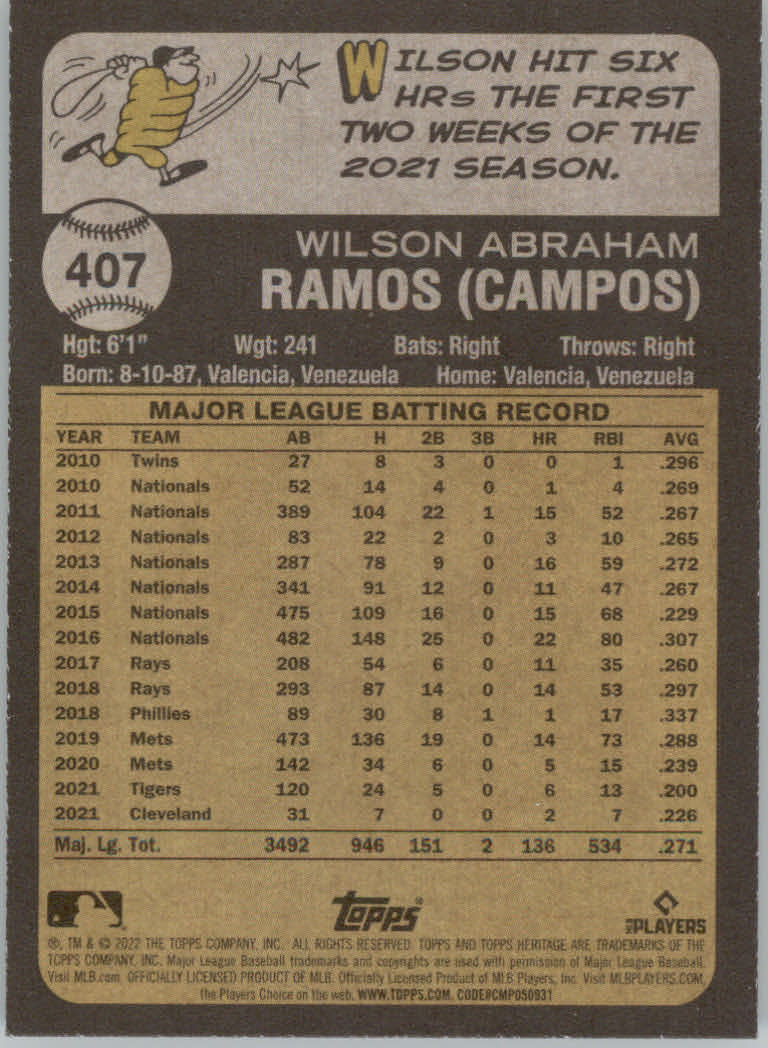 WILSON HIT SIX
HRs THE FIRST
TWO WEEKS OF THE
2021 SEASON.
407
WILSON ABRAHAM
RAMOS (CAMPOS)
Hgt: 6'1" Wgt: 241 Bats: Right Throws: Right
Born: 8-10-87, Valencia, Venezuela Home: Valencia, Venezuela
MAJOR LEAGUE BATTING RECORD
YEAR TEAM AB H 2B 3B HR RBI AVG
2010 Twins 27 8 3 0 0 1 .296
2010 Nationals 52 14 4 0 1 4 .269
2011 Nationals 389 104 22 1 15 52 .267
2012 Nationals 83 22 2 0 3 10 .265
2013 Nationals 287 78 9 0 16 59 .272
2014 Nationals 341 91 12 0 11 47 .267
2015 Nationals 475 109 16 0 15 68 .229
2016 Nationals 482 148 25 0 22 80 .307
2017 Rays 208 54 6 0 11 35 .260
2018 Rays 293 87 14 0 14 53 .297
2018 Phillies 89 30 8 1 1 17 .337
2019 Mets 473 136 19 0 14 73 .288
2020 Mets 142 34 6 0 5 15 .239
2021 Tigers 120 24 5 0 6 13 .200
2021 Cleveland 31 7 0 0 2 7 .226
Maj. Lg. Tot. 3492 946 151 2 136 534 .271
Topps® MLB PLAYERS
®, TM & © 2022 THE TOPPS COMPANY, INC. ALL RIGHTS RESERVED. TOPPS AND TOPPS HERITAGE ARE TRADEMARKS OF THE
TOPPS COMPANY, INC. Major League Baseball trademarks and copyrights are used with permission of Major League Baseball.
Visit MLB.com. OFFICIALLY LICENSED PRODUCT OF MLB. Officially Licensed Product of MLB Players, Inc. Visit MLBPLAYERS.COM,
the Players Choice on the web. WWW.TOPPS.COM. CODE#CMP050931